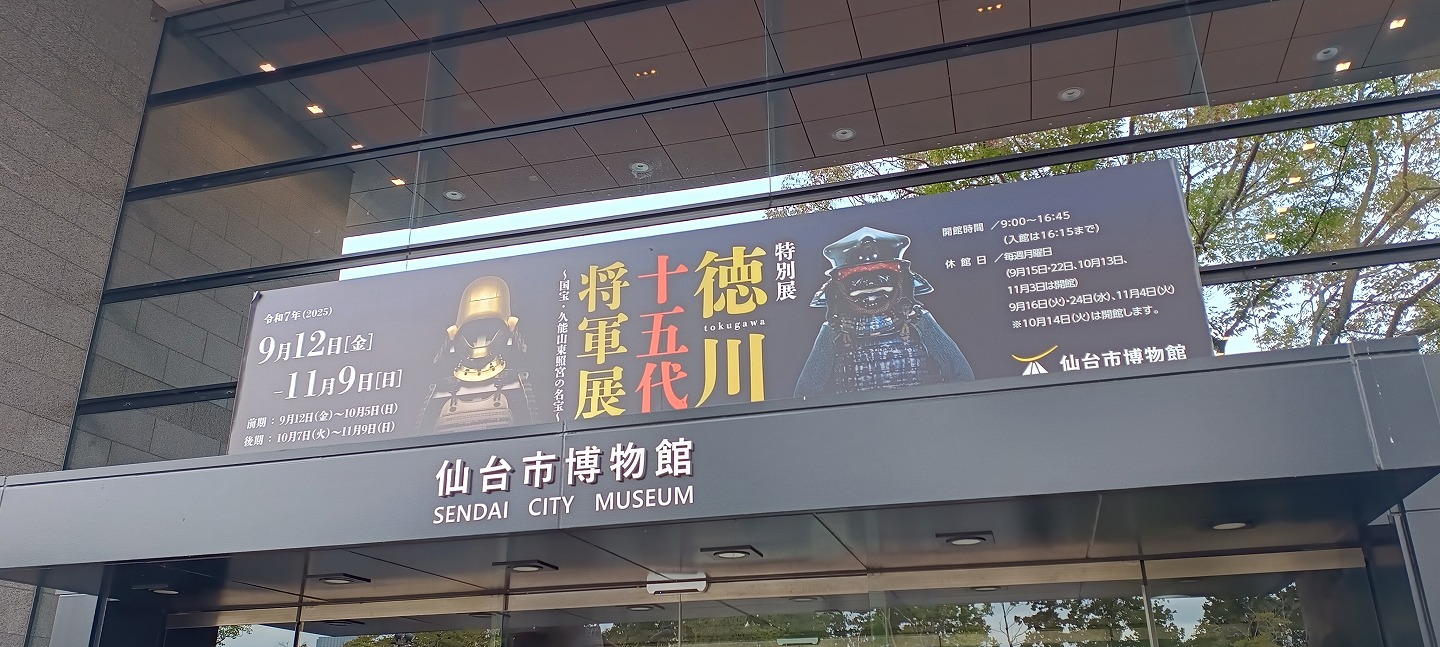 令和7年(2025)
9月12日[金]
–11月9日[日]
前期：9月12日(金)～10月5日(日)
後期：10月7日(火)～11月9日(日)
特別展
徳川
tokugawa
十五代
将軍展
～国宝・久能山東照宮の名宝～
開館時間／9:00～16:45
(入館は16:15まで)
休館日／毎週月曜日
(9月15日・22日、10月13日、
11月3日は開館)
9月16日(火)・24日(水)、11月4日(火)
※10月14日(火)は開館します。
仙台市博物館
仙台市博物館
SENDAI CITY MUSEUM